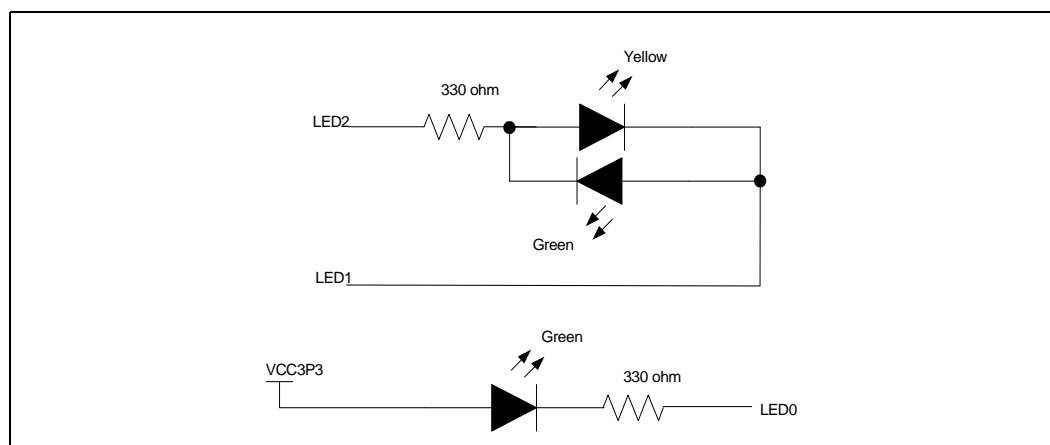 Yellow
330 ohm
LED2
Green
LED1
Green
VCC3P3
330 ohm
LED0